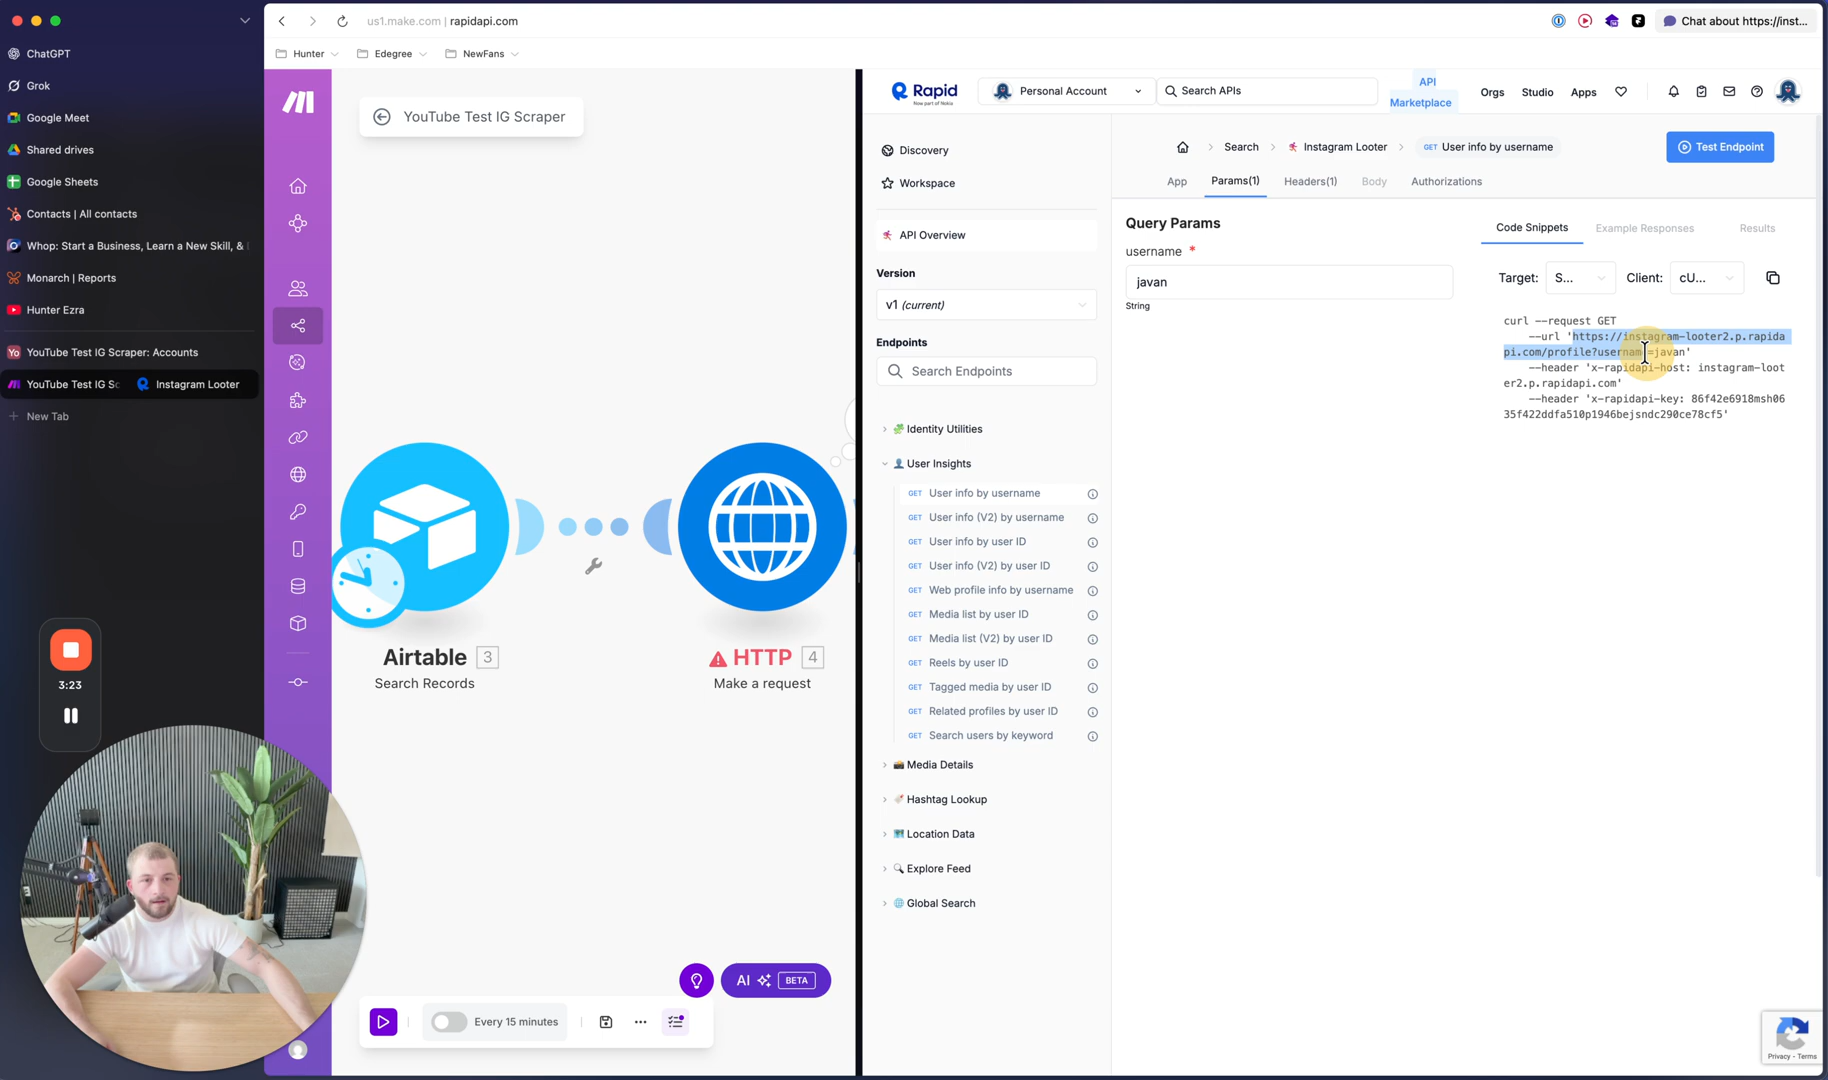 us1.make.com | rapidapi.com
Chat about https://inst...
Hunter
Edegree
NewFans
ChatGPT
Grok
Google Meet
Shared drives
Google Sheets
Contacts | All contacts
Whop: Start a Business, Learn a New Skill, &
Monarch | Reports
Hunter Ezra
Yo YouTube Test IG Scraper: Accounts
YouTube Test IG Sc
Instagram Looter
New Tab
3:23
YouTube Test IG Scraper
Airtable 3
Search Records
HTTP 4
Make a request
AI BETA
Every 15 minutes
Rapid
Now part of Nokia
Personal Account
Search APIs
API
Marketplace
Orgs
Studio
Apps
Discovery
Workspace
API Overview
Version
v1 (current)
Endpoints
Search Endpoints
Identity Utilities
User Insights
GET User info by username
GET User info (V2) by username
GET User info by user ID
GET User info (V2) by user ID
GET Web profile info by username
GET Media list by user ID
GET Media list (V2) by user ID
GET Reels by user ID
GET Tagged media by user ID
GET Related profiles by user ID
GET Search users by keyword
Media Details
Hashtag Lookup
Location Data
Explore Feed
Global Search
Search
Instagram Looter
GET User info by username
Test Endpoint
App
Params(1)
Headers(1)
Body
Authorizations
Query Params
username *
javan
String
Code Snippets
Example Responses
Results
Target: S...
Client: cU...
curl --request GET
--url 'https://instagram-looter2.p.rapida
pi.com/profile?username=javan'
--header 'x-rapidapi-host: instagram-loot
er2.p.rapidapi.com'
--header 'x-rapidapi-key: 86f42e6918msh06
35f422ddfa510p1946bejsndc290ce78cf5'
Privacy - Terms